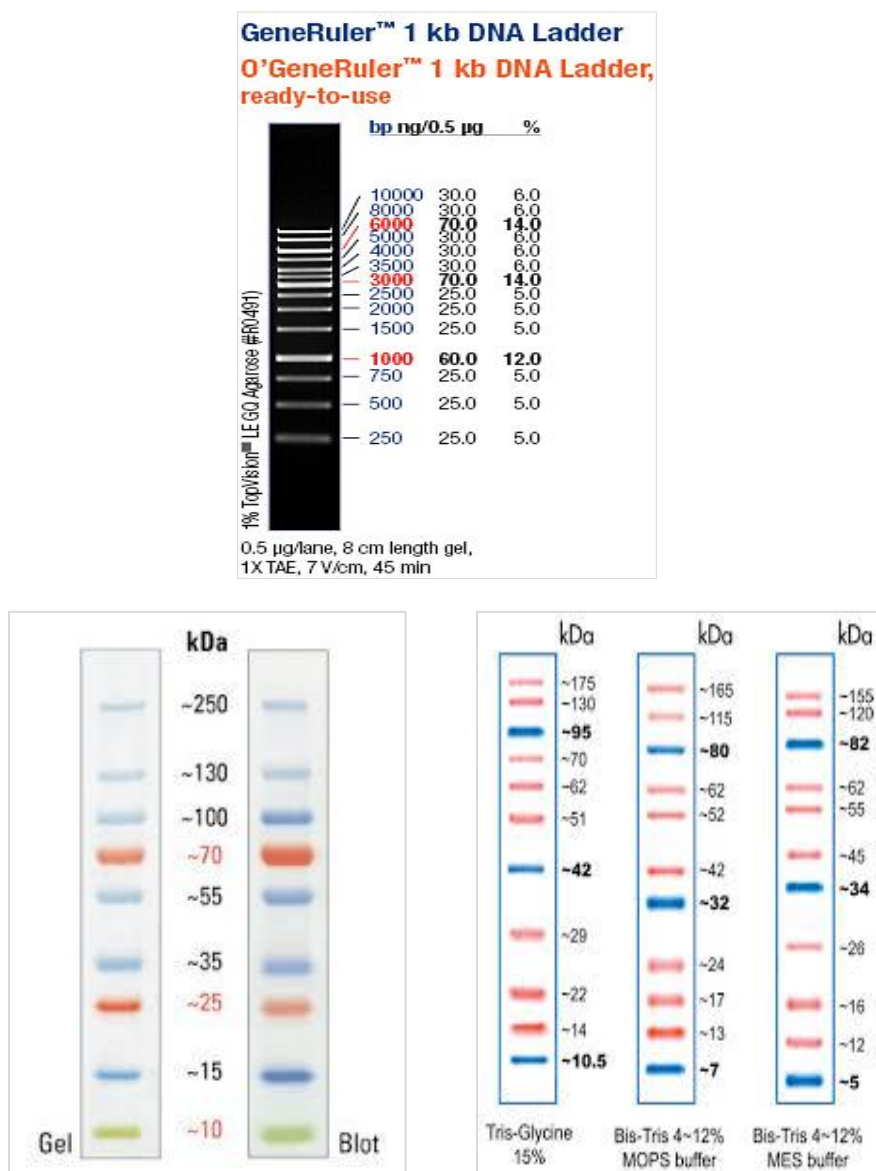 GeneRuler™ 1 kb DNA Ladder
O'GeneRuler™ 1 kb DNA Ladder,
ready-to-use
bp ng/0.5 µg %
10000 30.0 6.0
8000 30.0 6.0
6000 70.0 14.0
5000 30.0 6.0
4000 30.0 6.0
3500 30.0 6.0
3000 70.0 14.0
2500 25.0 5.0
2000 25.0 5.0
1500 25.0 5.0
1000 60.0 12.0
750 25.0 5.0
500 25.0 5.0
250 25.0 5.0
1% TopVision™ LE GQ Agarose (#R0491)
0.5 µg/lane, 8 cm length gel,
1X TAE, 7 V/cm, 45 min
kDa
~250
~130
~100
~70
~55
~35
~25
~15
~10
Gel
Blot
kDa
~175
~130
~95
~70
~62
~51
~42
~29
~22
~14
~10.5
Tris-Glycine
15%
kDa
~165
~115
~80
~62
~52
~42
~32
~24
~17
~13
~7
Bis-Tris 4~12%
MOPS buffer
kDa
~155
~120
~82
~62
~55
~45
~34
~26
~16
~12
~5
Bis-Tris 4~12%
MES buffer